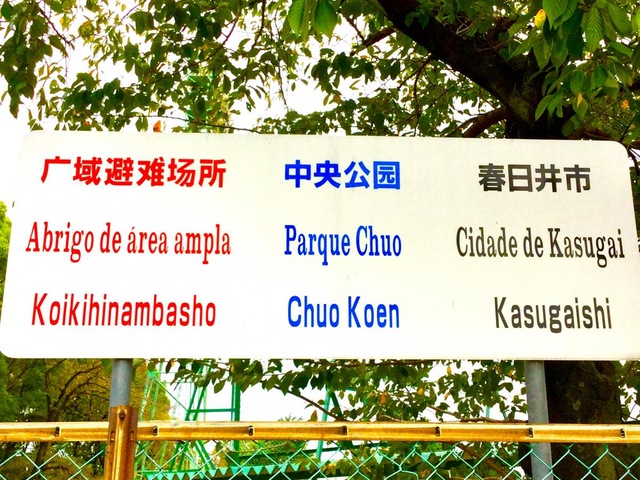 广域避难场所 中央公园 春日井市
Abrigo de área ampla Parque Chuo Cidade de Kasugai
Koikihinambasho Chuo Koen Kasugaishi